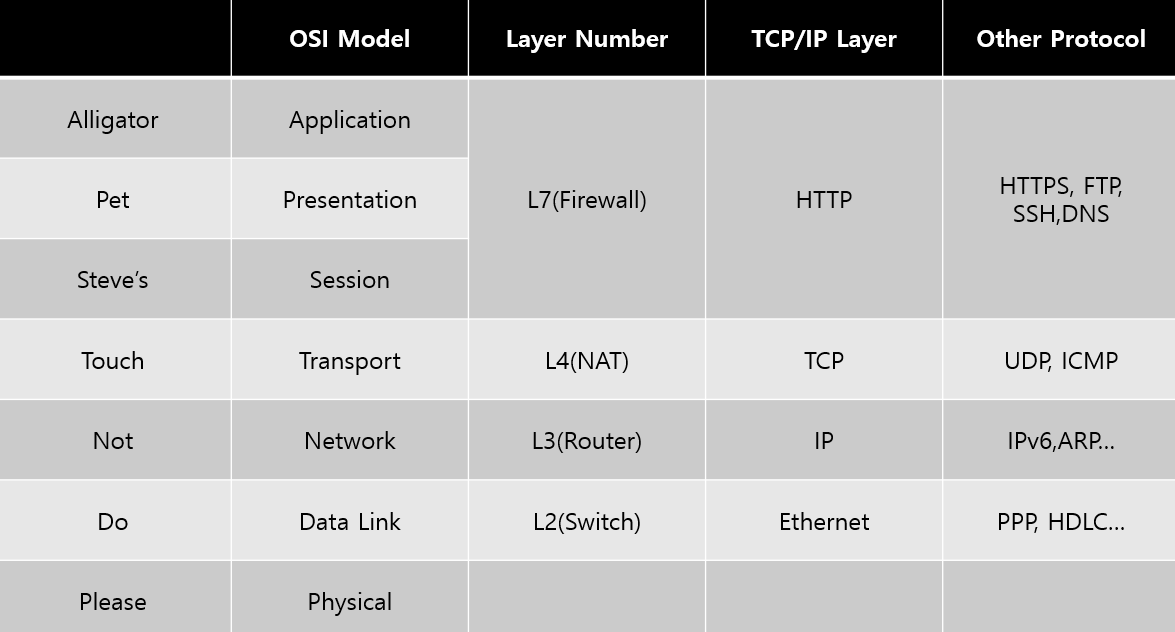 OSI Model Layer Number TCP/IP Layer Other Protocol
Alligator Application
Pet Presentation L7(Firewall) HTTP HTTPS, FTP,
SSH,DNS
Steve’s Session
Touch Transport L4(NAT) TCP UDP, ICMP
Not Network L3(Router) IP IPv6,ARP...
Do Data Link L2(Switch) Ethernet PPP, HDLC...
Please Physical